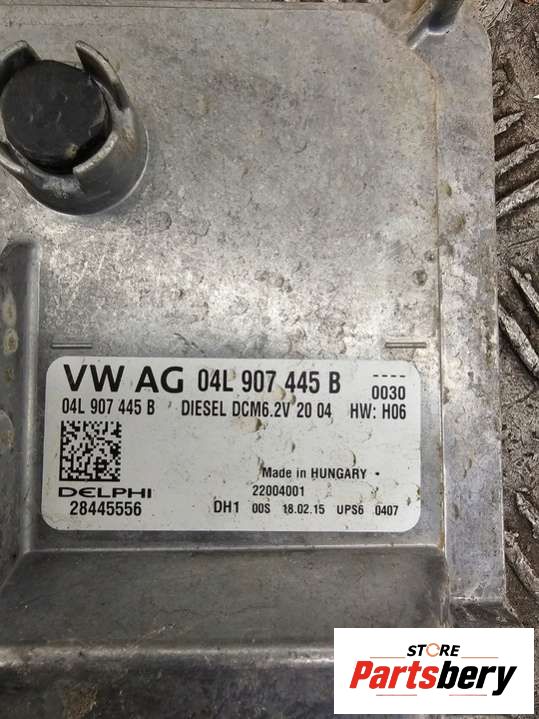 VW AG 04L 907 445 B 0030
04L 907 445 B DIESEL DCM6.2V 20 04 HW: H06
Made in HUNGARY •
DELPHI 22004001
28445556 DH1 00S 18.02.15 UPS6 0407
STORE
Partsbery